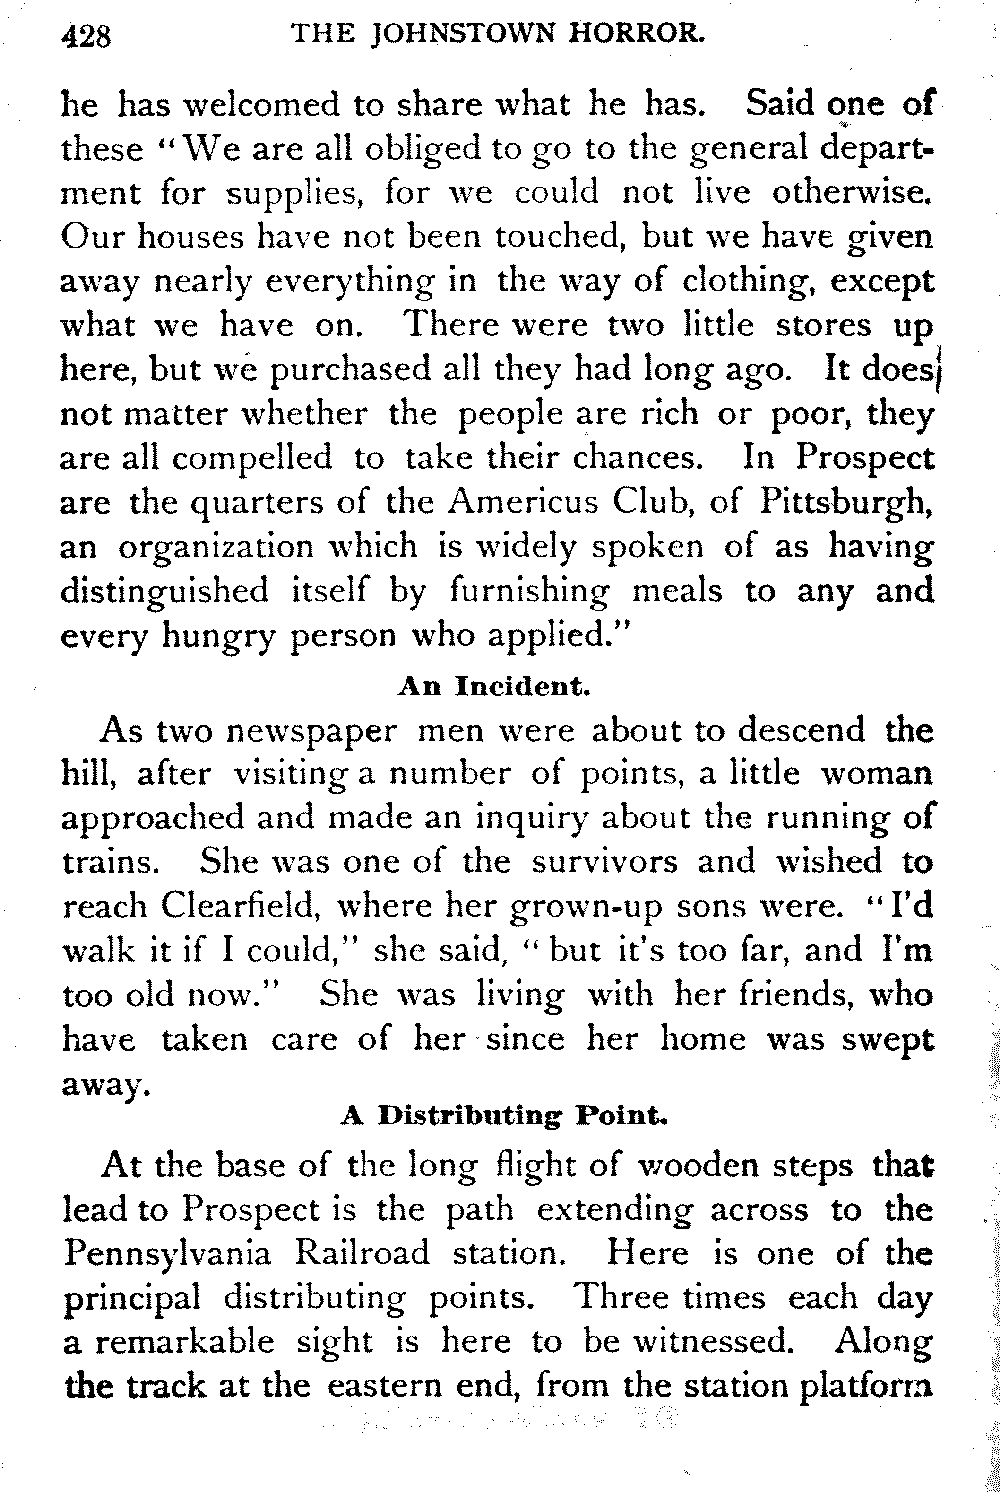 428 THE JOHNSTOWN HORROR.
he has welcomed to share what he has. Said one of
these "We are all obliged to go to the general depart-
ment for supplies, for we could not live otherwise.
Our houses have not been touched, but we have given
away nearly everything in the way of clothing, except
what we have on. There were two little stores up
here, but we purchased all they had long ago. It does
not matter whether the people are rich or poor, they
are all compelled to take their chances. In Prospect
are the quarters of the Americus Club, of Pittsburgh,
an organization which is widely spoken of as having
distinguished itself by furnishing meals to any and
every hungry person who applied."
An Incident.
As two newspaper men were about to descend the
hill, after visiting a number of points, a little woman
approached and made an inquiry about the running of
trains. She was one of the survivors and wished to
reach Clearfield, where her grown-up sons were. "I'd
walk it if I could," she said, "but it's too far, and I'm
too old now." She was living with her friends, who
have taken care of her since her home was swept
away.
A Distributing Point.
At the base of the long flight of wooden steps that
lead to Prospect is the path extending across to the
Pennsylvania Railroad station. Here is one of the
principal distributing points. Three times each day
a remarkable sight is here to be witnessed. Along
the track at the eastern end, from the station platform